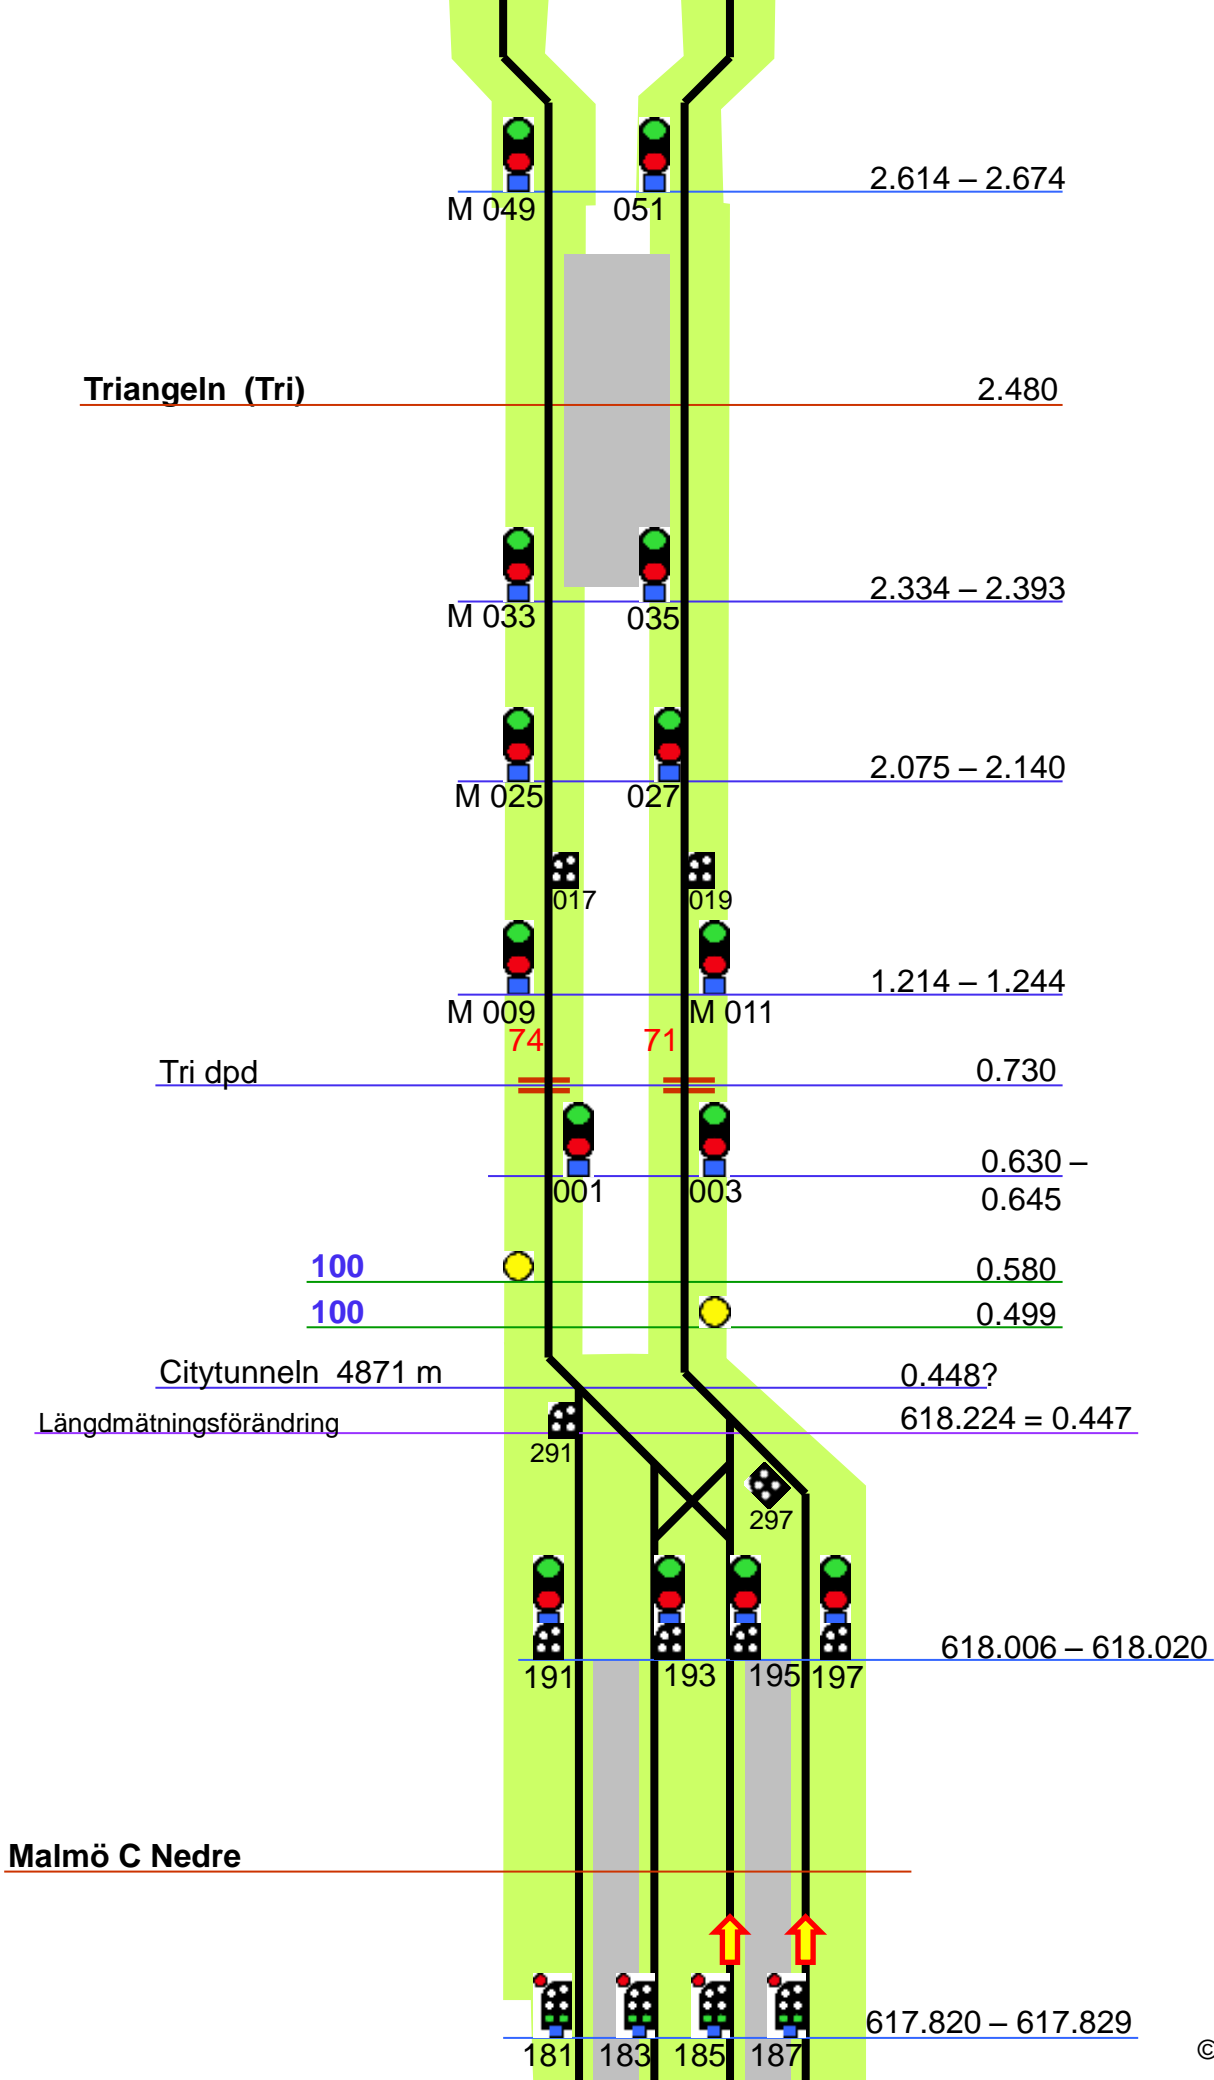 2.614 – 2.674
M 049 051
Triangeln (Tri) 2.480
2.334 – 2.393
M 033 035
2.075 – 2.140
M 025 027
017 019
1.214 – 1.244
M 009 M 011
74 71
Tri dpd 0.730
0.630 –
0.645
001 003
100 0.580
100 0.499
Citytunneln 4871 m 0.448?
Längdmätningsförändring 618.224 = 0.447
291
297
618.006 – 618.020
191 193 195 197
Malmö C Nedre
617.820 – 617.829
181 183 185 187
©